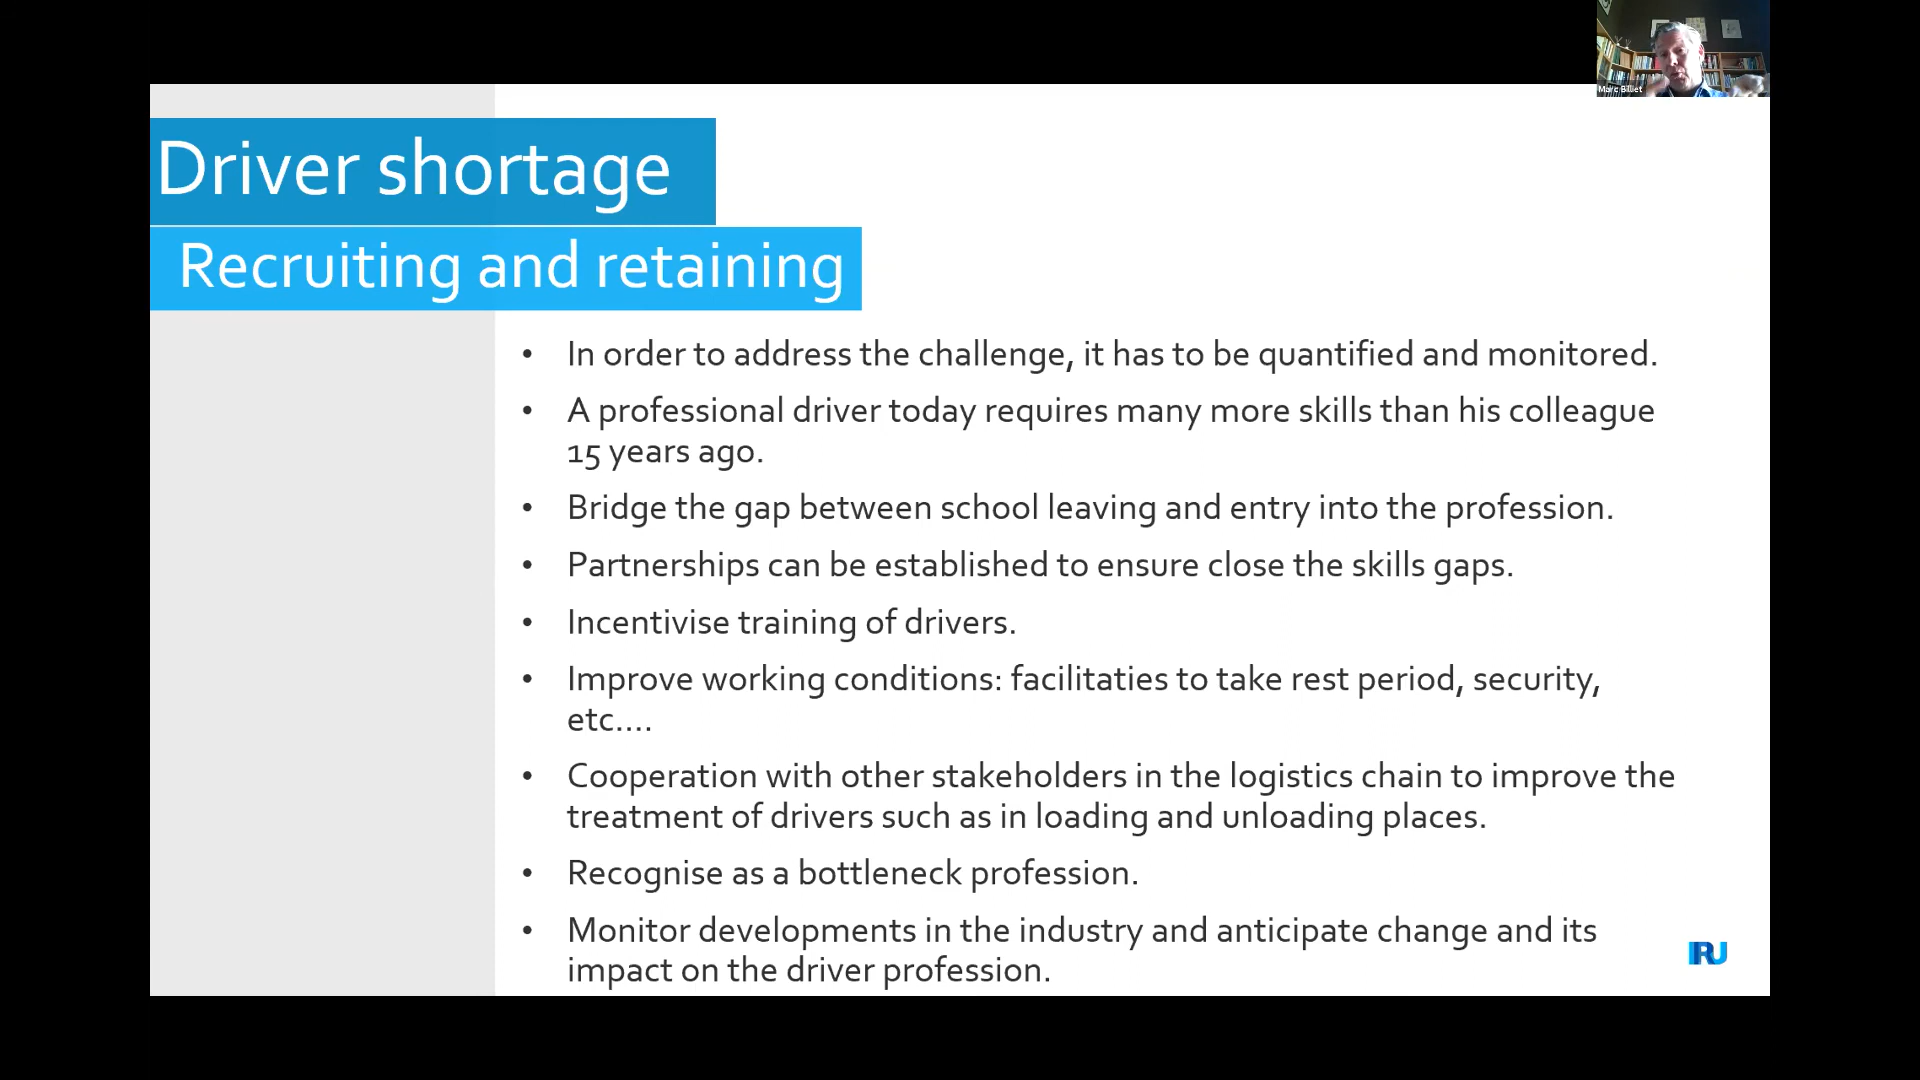 Marc Billet
Driver shortage
Recruiting and retaining
• In order to address the challenge, it has to be quantified and monitored.
• A professional driver today requires many more skills than his colleague
15 years ago.
• Bridge the gap between school leaving and entry into the profession.
• Partnerships can be established to ensure close the skills gaps.
• Incentivise training of drivers.
• Improve working conditions: facilitaties to take rest period, security,
etc....
• Cooperation with other stakeholders in the logistics chain to improve the
treatment of drivers such as in loading and unloading places.
• Recognise as a bottleneck profession.
• Monitor developments in the industry and anticipate change and its
impact on the driver profession.
IRU